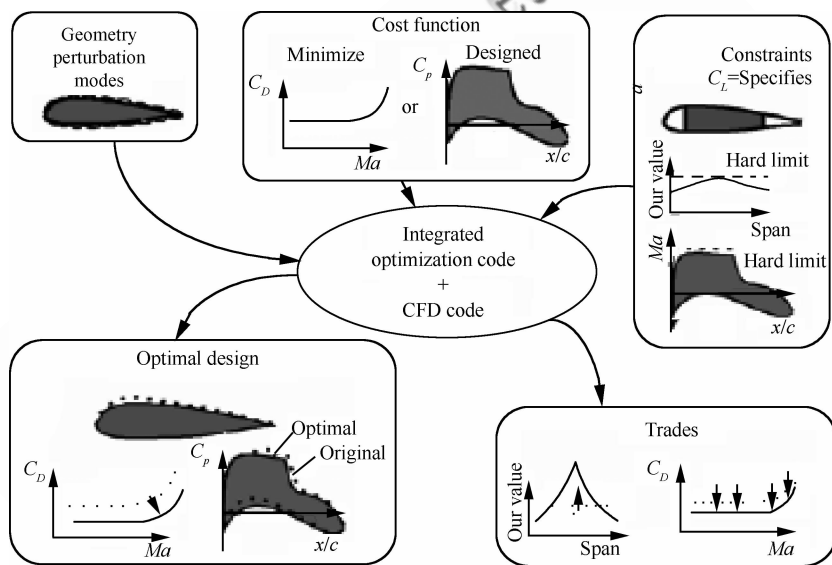 Geometry
perturbation
modes
Cost function
Minimize
Designed
C_D
Ma
or
C_p
x/c
Constraints
C_L=Specifies
Our value
Hard limit
Span
Ma
Hard limit
x/c
Integrated
optimization code
+
CFD code
Optimal design
C_D
Ma
C_p
Optimal
Original
x/c
Trades
Our value
Span
C_D
Ma